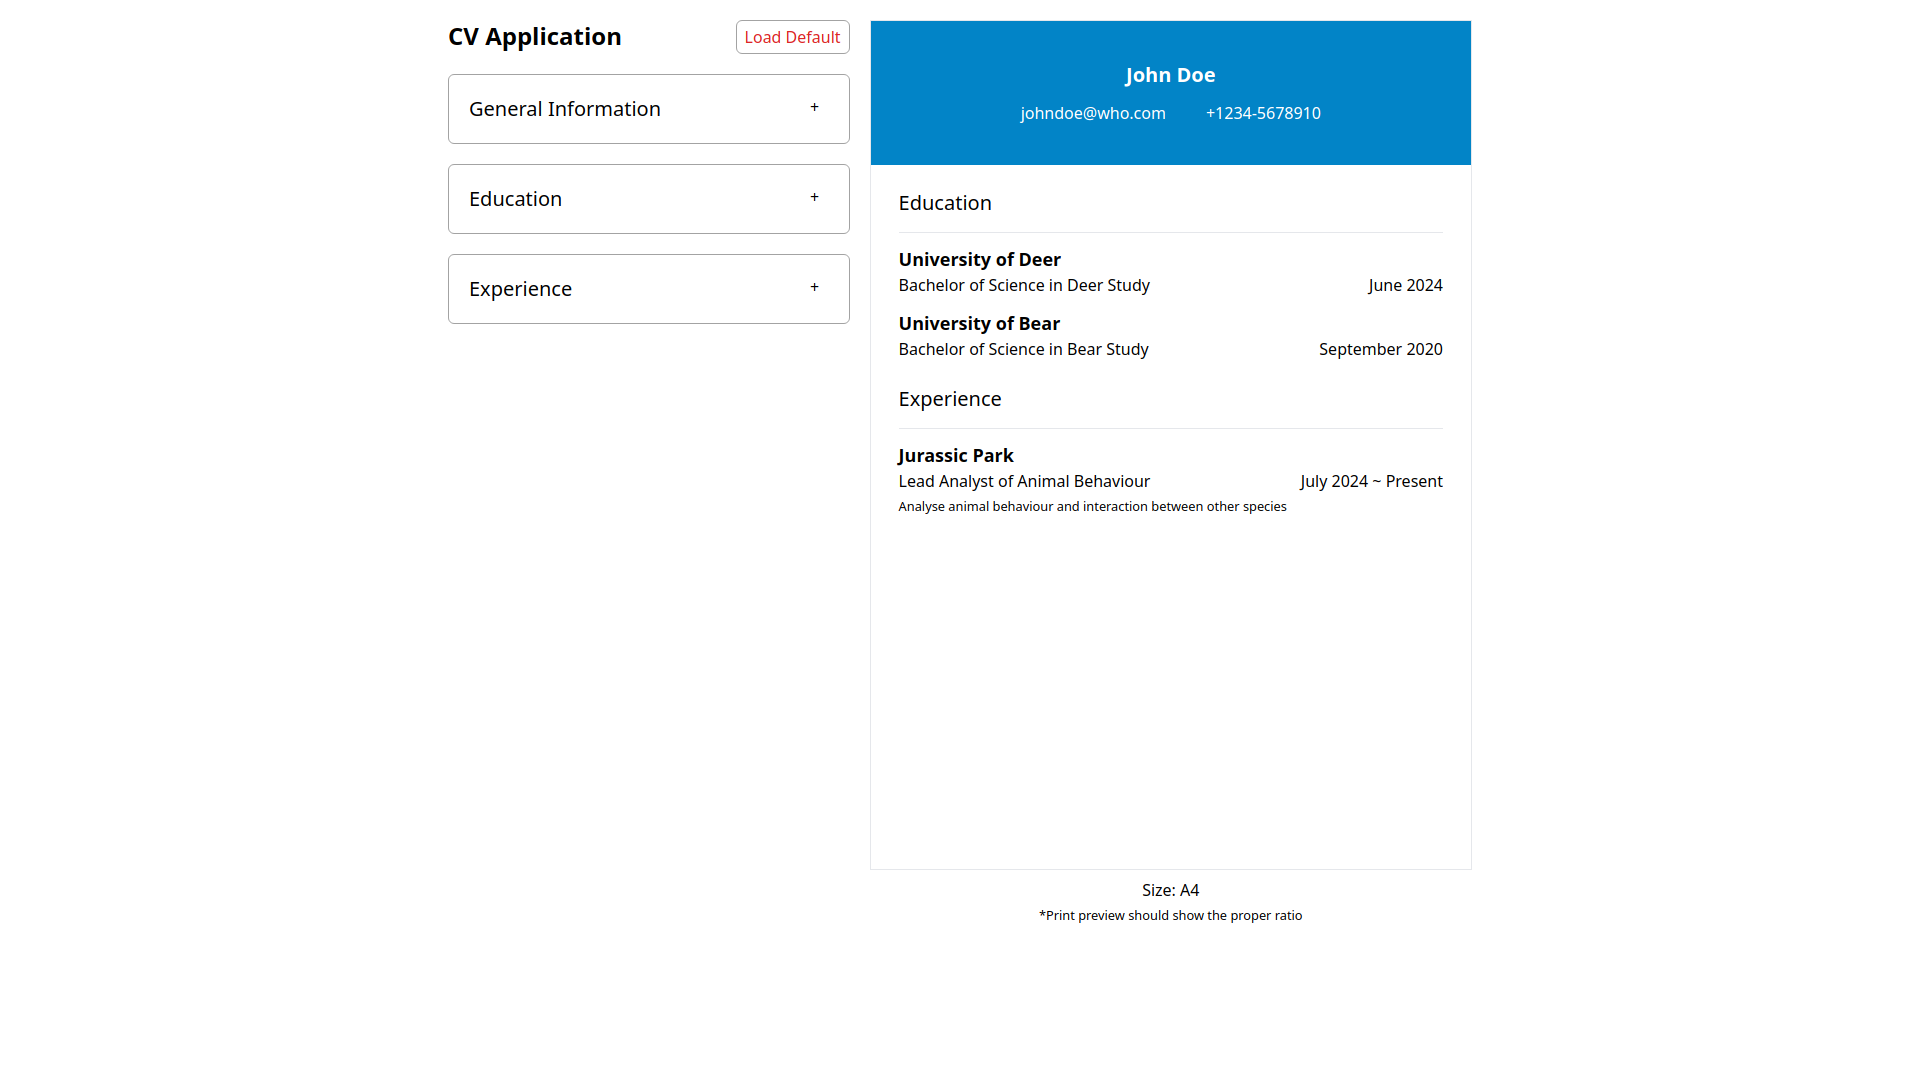 CV Application
Load Default
General Information +
Education +
Experience +
John Doe
johndoe@who.com +1234-5678910
Education
University of Deer
Bachelor of Science in Deer Study June 2024
University of Bear
Bachelor of Science in Bear Study September 2020
Experience
Jurassic Park
Lead Analyst of Animal Behaviour July 2024 ~ Present
Analyse animal behaviour and interaction between other species
Size: A4
*Print preview should show the proper ratio